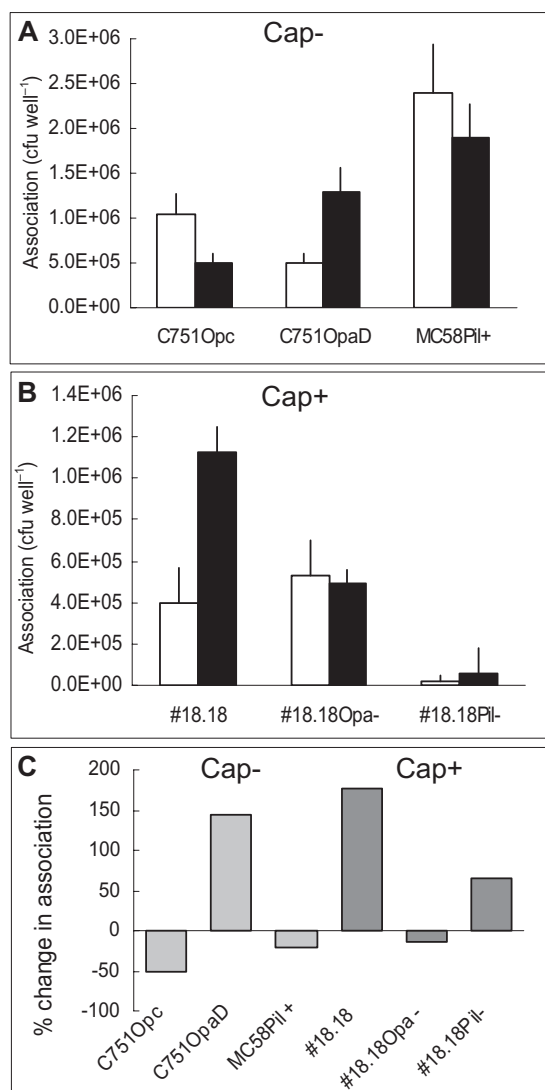 A
Cap-
Association (cfu well⁻¹)
3.0E+06
2.5E+06
2.0E+06
1.5E+06
1.0E+06
5.0E+05
0.0E+00
C751Opc
C751OpaD
MC58Pil+
B
Cap+
Association (cfu well⁻¹)
1.4E+06
1.2E+06
1.0E+06
8.0E+05
6.0E+05
4.0E+05
2.0E+05
0.0E+00
#18.18
#18.18Opa-
#18.18Pil-
C
Cap-
Cap+
% change in association
200
150
100
50
0
-50
-100
C751Opc
C751OpaD
MC58Pil +
#18.18
#18.18Opa -
#18.18Pil-